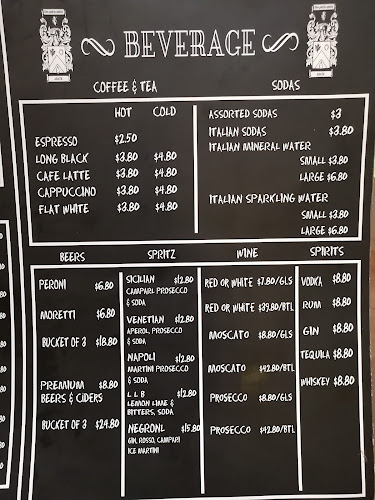 BEVERAGE
COFFEE & TEA
HOT COLD
ESPRESSO $2.50
LONG BLACK $3.80 $4.80
CAFE LATTE $3.80 $4.80
CAPPUCCINO $3.80 $4.80
FLAT WHITE $3.80 $4.80
SODAS
ASSORTED SODAS $3
ITALIAN SODAS $3.80
ITALIAN MINERAL WATER
SMALL $3.80
LARGE $6.80
ITALIAN SPARKLING WATER
SMALL $3.80
LARGE $6.80
BEERS
PERONI $6.80
MORETTI $6.80
BUCKET OF 3 $18.80
PREMIUM $8.80
BEERS & CIDERS
BUCKET OF 3 $24.80
SPRITZ
SICILIAN $12.80
CAMPARI, PROSECCO
& SODA
VENETIAN $12.80
APEROL, PROSECCO
& SODA
NAPOLI $12.80
MARTINI PROSECCO
& SODA
L L B $12.80
LEMON LIME &
BITTERS, SODA
NEGRONI $15.80
GIN, ROSSO, CAMPARI
ICE MARTINI
WINE
RED OR WHITE $7.80/GLS
RED OR WHITE $39.80/BTL
MOSCATO $8.80/GLS
MOSCATO $42.80/BTL
PROSECCO $8.80/GLS
PROSECCO $42.80/BTL
SPIRITS
VODKA $8.80
RUM $8.80
GIN $8.80
TEQUILA $8.80
WHISKEY $8.80